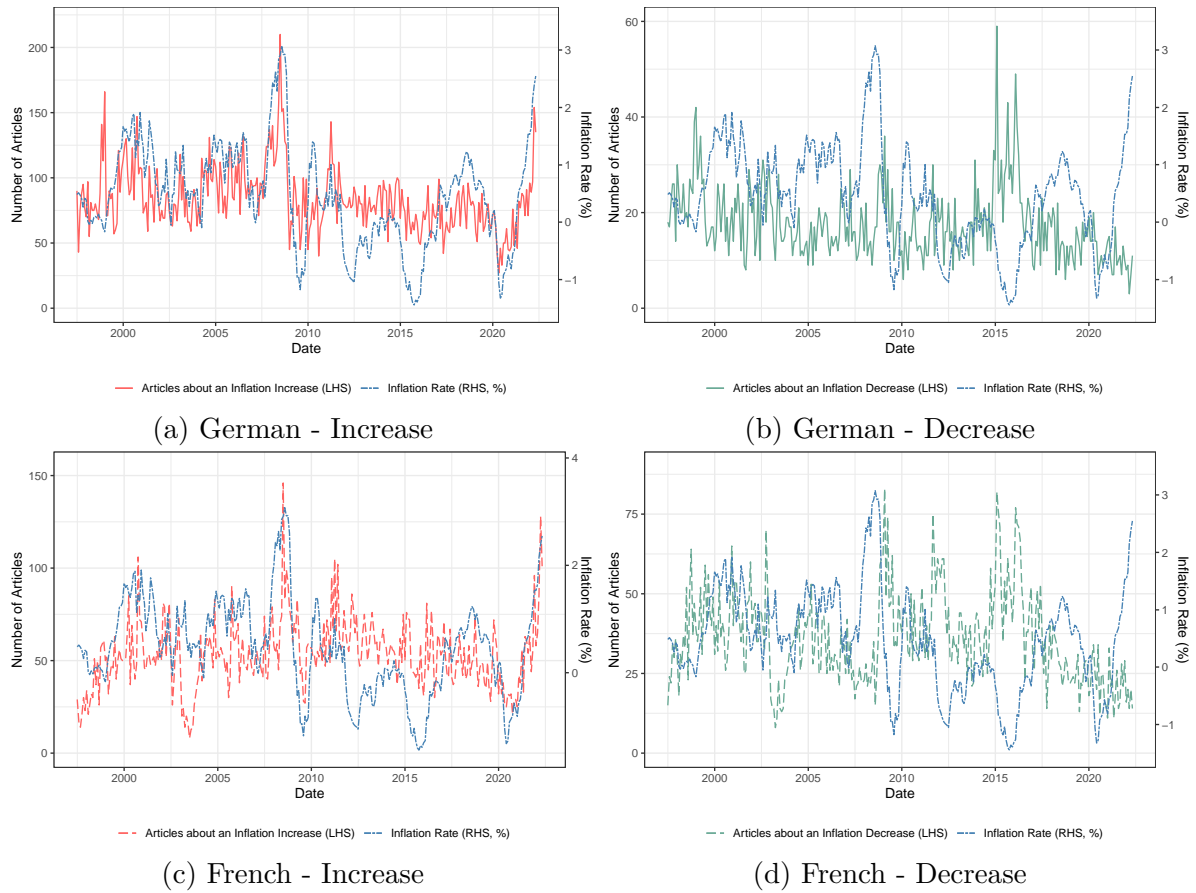 200
150
100
50
0
Number of Articles
3
2
1
0
−1
Inflation Rate (%)
2000
2005
2010
2015
2020
Date
Articles about an Inflation Increase (LHS)
Inflation Rate (RHS, %)
(a) German - Increase
60
40
20
0
Number of Articles
3
2
1
0
−1
Inflation Rate (%)
2000
2005
2010
2015
2020
Date
Articles about an Inflation Decrease (LHS)
Inflation Rate (RHS, %)
(b) German - Decrease
150
100
50
0
Number of Articles
4
2
0
Inflation Rate (%)
2000
2005
2010
2015
2020
Date
Articles about an Inflation Increase (LHS)
Inflation Rate (RHS, %)
(c) French - Increase
75
50
25
0
Number of Articles
3
2
1
0
−1
Inflation Rate (%)
2000
2005
2010
2015
2020
Date
Articles about an Inflation Decrease (LHS)
Inflation Rate (RHS, %)
(d) French - Decrease